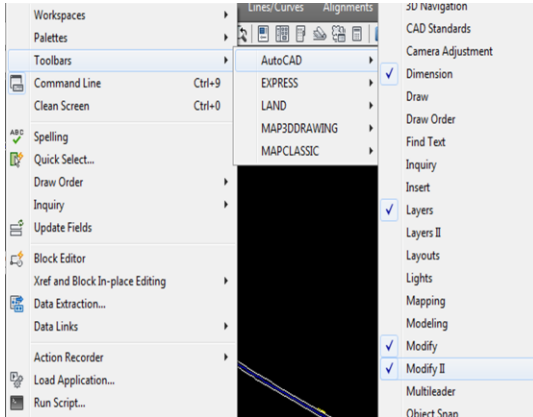 Lines/Curves Alignments
Workspaces
Palettes
Toolbars
Command Line Ctrl+9
Clean Screen Ctrl+0
ABC Spelling
Quick Select...
Draw Order
Inquiry
Update Fields
Block Editor
Xref and Block In-place Editing
Data Extraction...
Data Links
Action Recorder
Load Application...
Run Script...
AutoCAD
EXPRESS
LAND
MAP3DDRAWING
MAPCLASSIC
3D Navigation
CAD Standards
Camera Adjustment
Dimension
Draw
Draw Order
Find Text
Inquiry
Insert
Layers
Layers II
Layouts
Lights
Mapping
Modeling
Modify
Modify II
Multileader
Object Snap